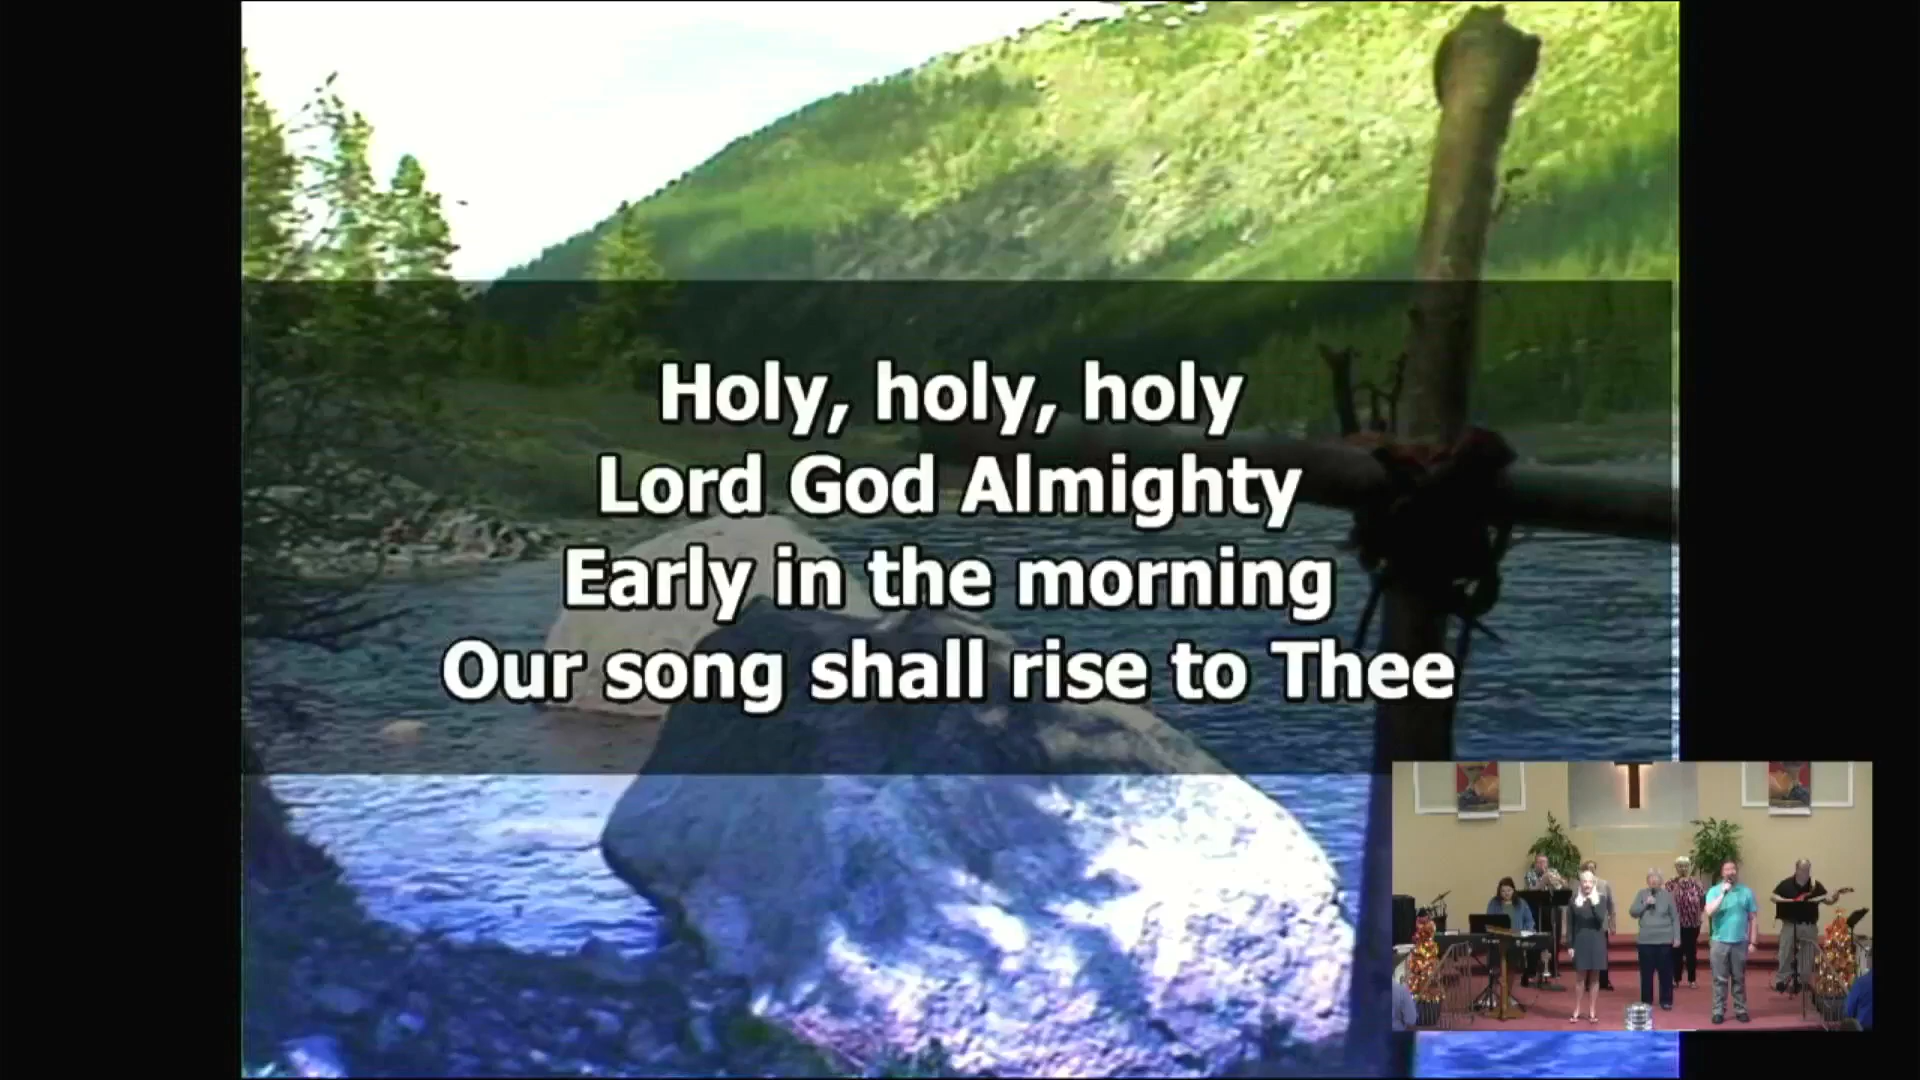 Holy, holy, holy
Lord God Almighty
Early in the morning
Our song shall rise to Thee